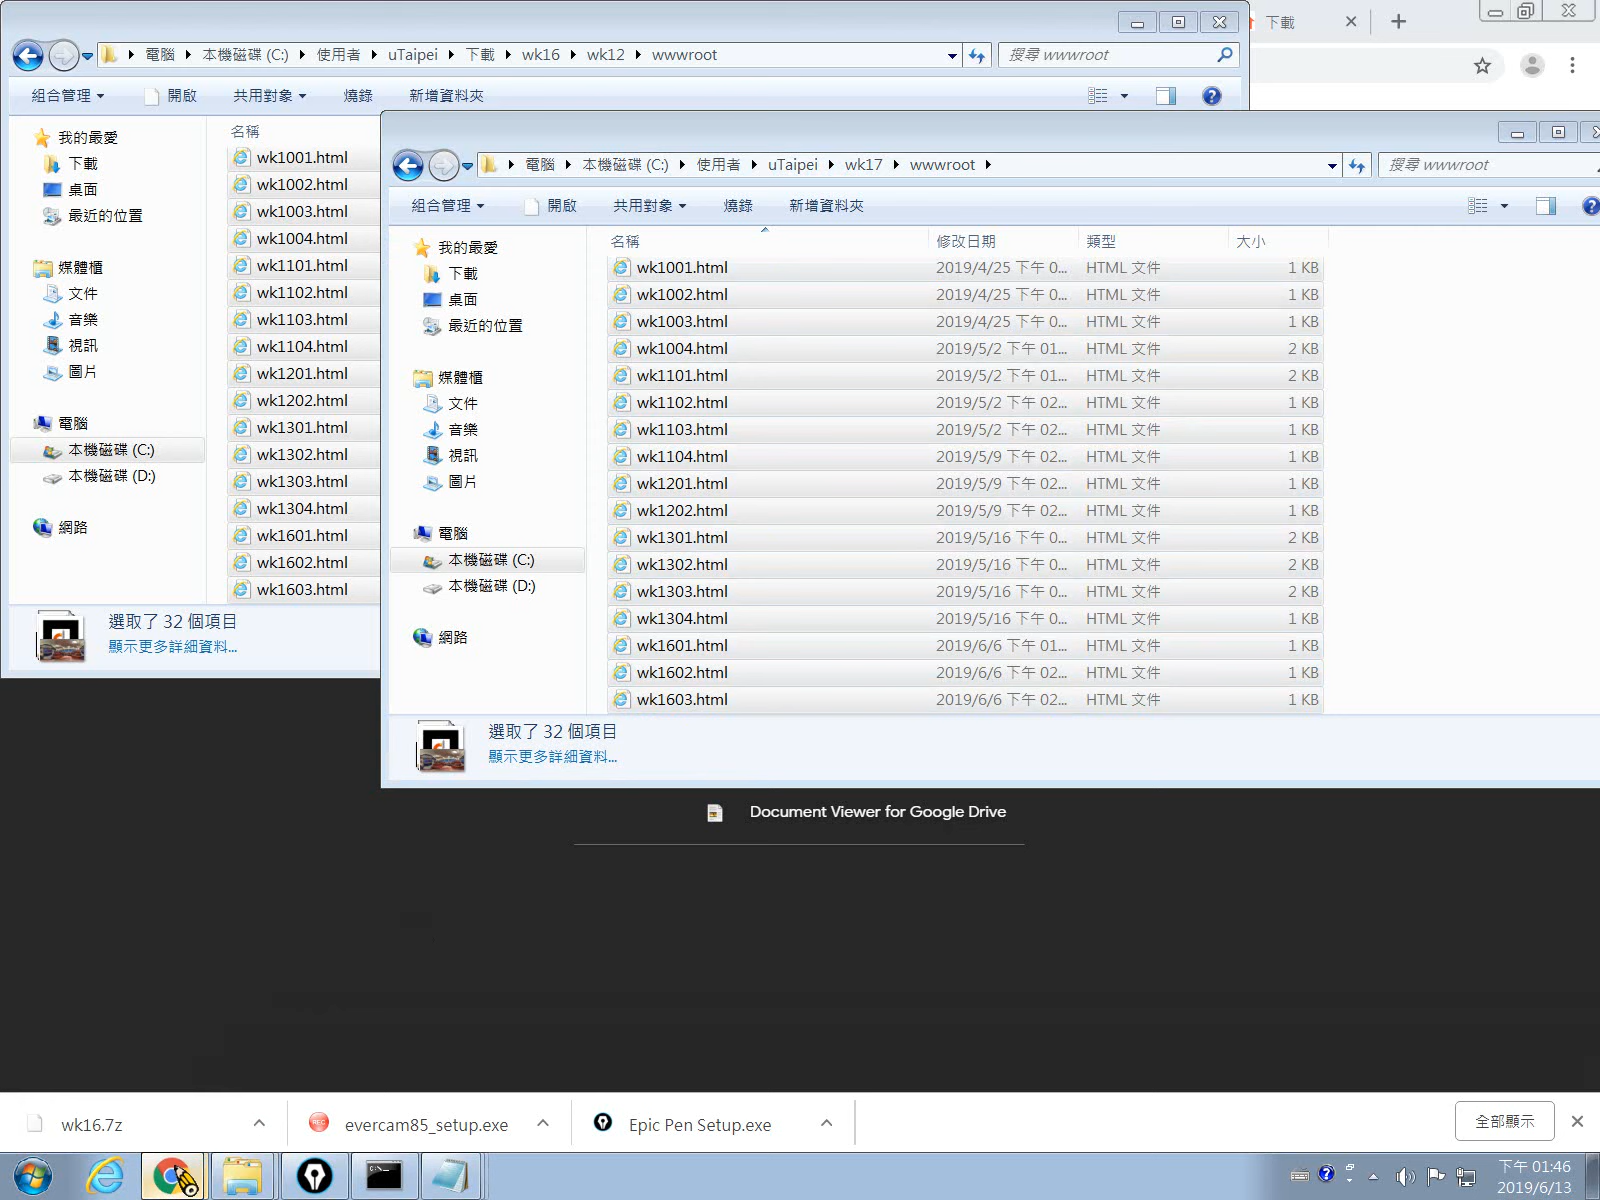 下載
電腦 本機磁碟 (C:) 使用者 uTaipei 下載 wk16 wk12 wwwroot
搜尋 wwwroot
組合管理 開啟 共用對象 燒錄 新增資料夾
我的最愛
下載
桌面
最近的位置
媒體櫃
文件
音樂
視訊
圖片
電腦
本機磁碟 (C:)
本機磁碟 (D:)
網路
名稱
wk1001.html
wk1002.html
wk1003.html
wk1004.html
wk1101.html
wk1102.html
wk1103.html
wk1104.html
wk1201.html
wk1202.html
wk1301.html
wk1302.html
wk1303.html
wk1304.html
wk1601.html
wk1602.html
wk1603.html
選取了 32 個項目
顯示更多詳細資料...
電腦 本機磁碟 (C:) 使用者 uTaipei wk17 wwwroot
搜尋 wwwroot
組合管理 開啟 共用對象 燒錄 新增資料夾
我的最愛
下載
桌面
最近的位置
媒體櫃
文件
音樂
視訊
圖片
電腦
本機磁碟 (C:)
本機磁碟 (D:)
網路
名稱 修改日期 類型 大小
wk1001.html 2019/4/25 下午 0... HTML 文件 1 KB
wk1002.html 2019/4/25 下午 0... HTML 文件 1 KB
wk1003.html 2019/4/25 下午 0... HTML 文件 1 KB
wk1004.html 2019/5/2 下午 01... HTML 文件 2 KB
wk1101.html 2019/5/2 下午 01... HTML 文件 2 KB
wk1102.html 2019/5/2 下午 02... HTML 文件 1 KB
wk1103.html 2019/5/2 下午 02... HTML 文件 1 KB
wk1104.html 2019/5/9 下午 02... HTML 文件 1 KB
wk1201.html 2019/5/9 下午 02... HTML 文件 1 KB
wk1202.html 2019/5/9 下午 02... HTML 文件 1 KB
wk1301.html 2019/5/16 下午 0... HTML 文件 2 KB
wk1302.html 2019/5/16 下午 0... HTML 文件 2 KB
wk1303.html 2019/5/16 下午 0... HTML 文件 2 KB
wk1304.html 2019/5/16 下午 0... HTML 文件 1 KB
wk1601.html 2019/6/6 下午 01... HTML 文件 1 KB
wk1602.html 2019/6/6 下午 02... HTML 文件 1 KB
wk1603.html 2019/6/6 下午 02... HTML 文件 1 KB
選取了 32 個項目
顯示更多詳細資料...
Document Viewer for Google Drive
wk16.7z
evercam85_setup.exe
Epic Pen Setup.exe
全部顯示
下午 01:46
2019/6/13